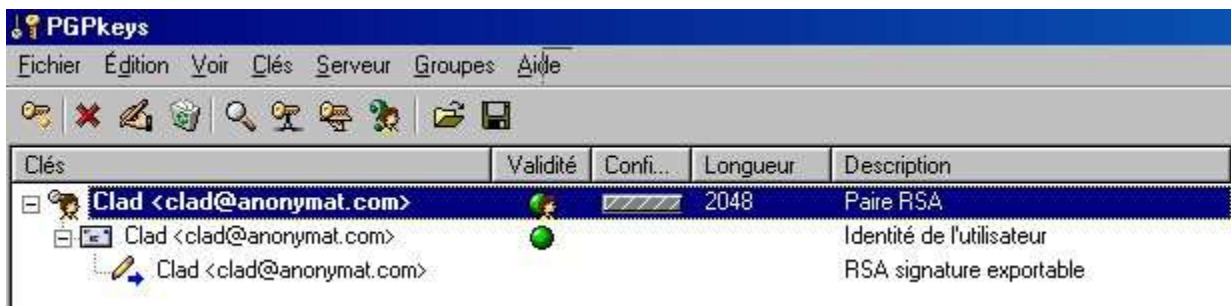 PGPkeys
Fichier Édition Voir Clés Serveur Groupes Aide
Clés Validité Confi... Longueur Description
Clad <clad@anonymat.com> 2048 Paire RSA
Clad <clad@anonymat.com> Identité de l'utilisateur
Clad <clad@anonymat.com> RSA signature exportable